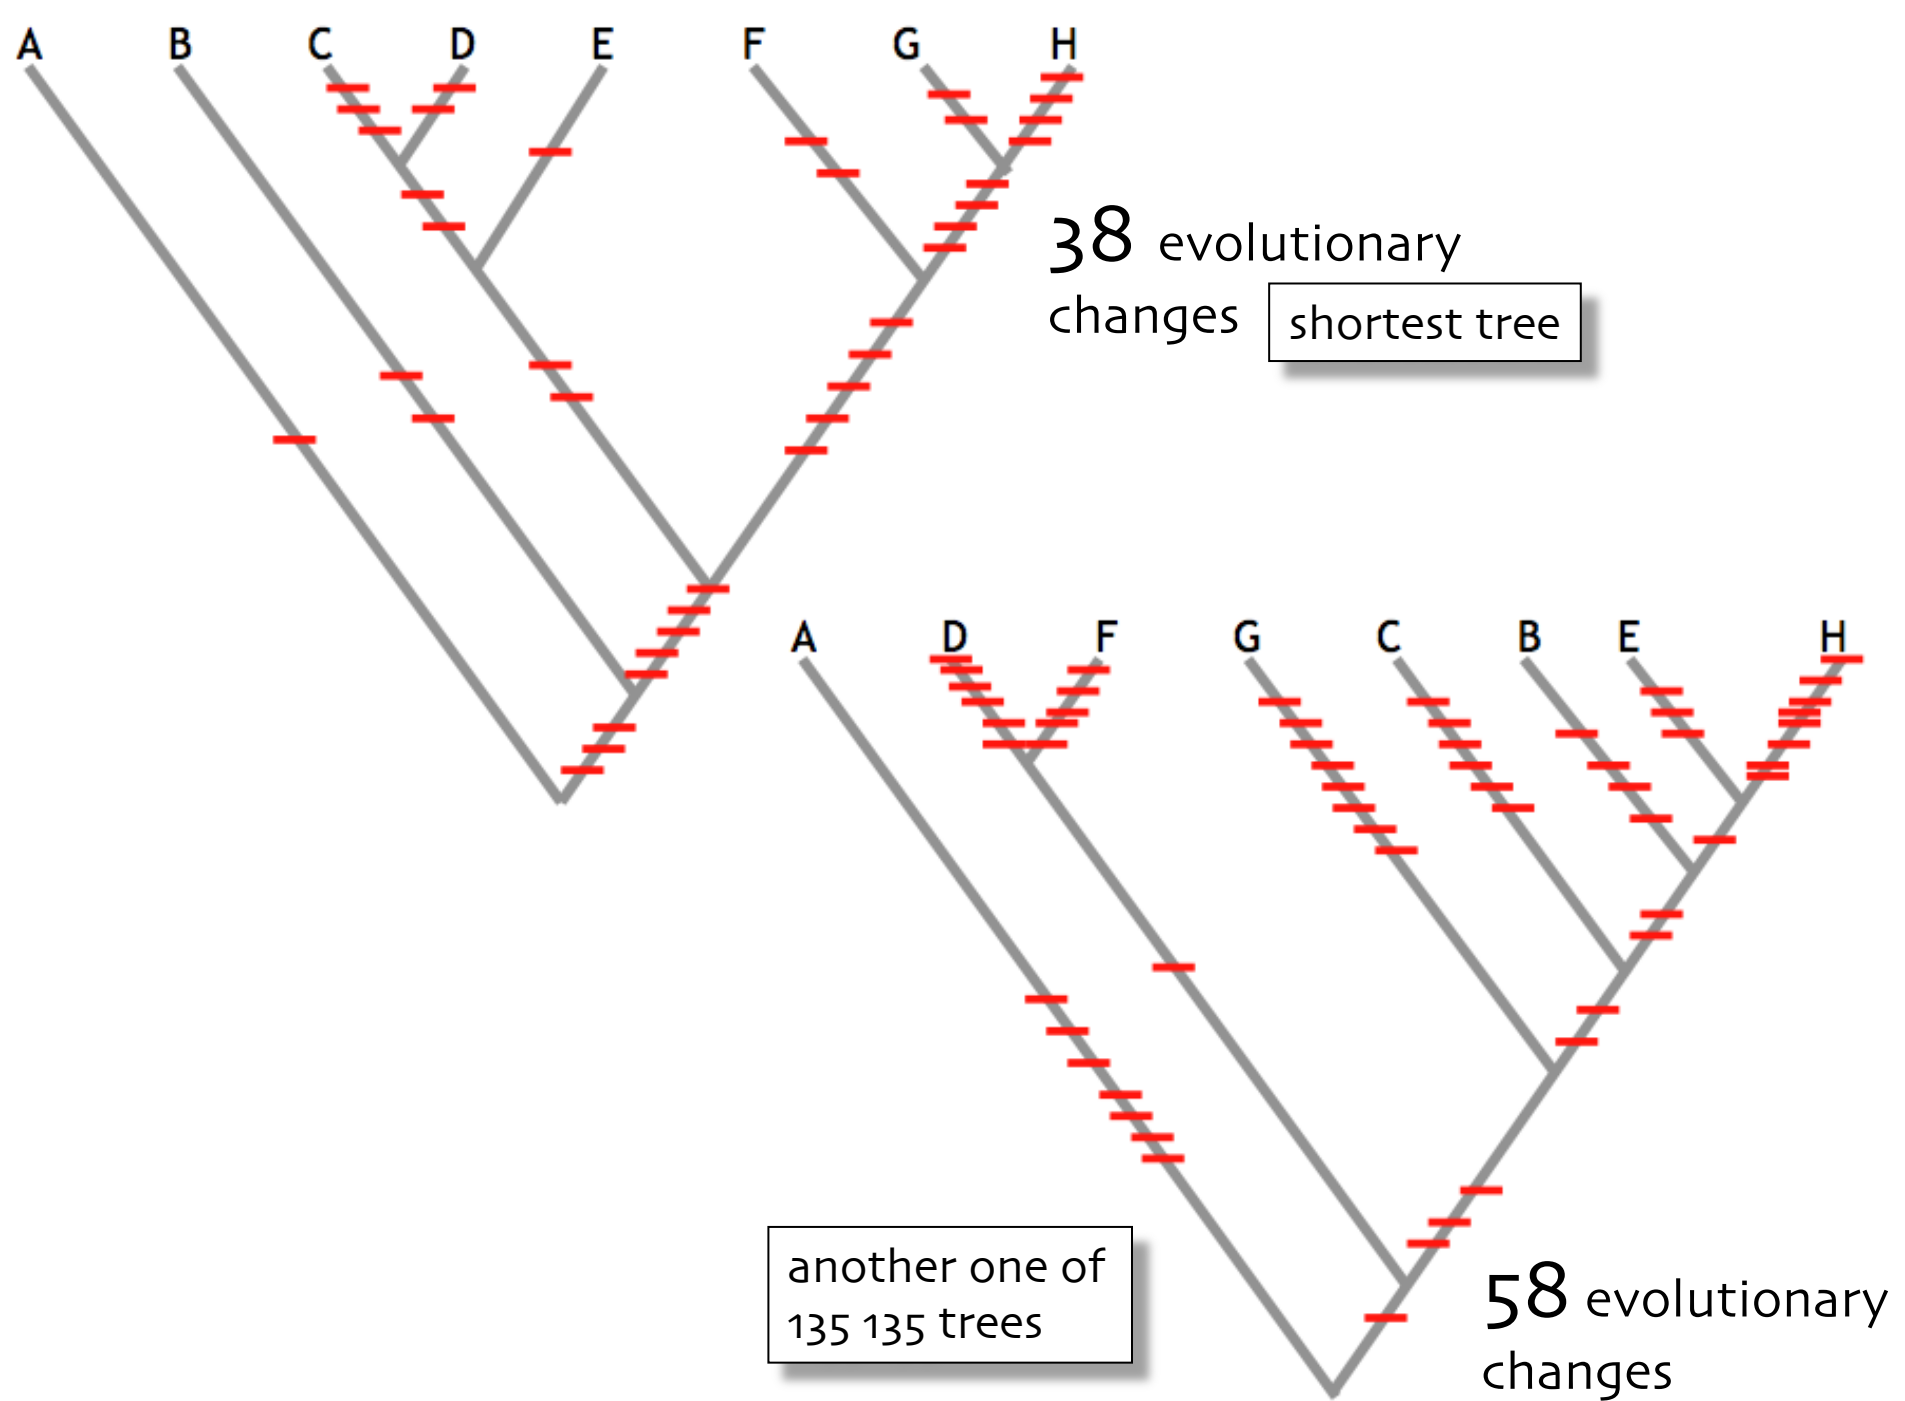 A B C D E F G H
38 evolutionary
changes
shortest tree
A D F G C B E H
another one of
135 135 trees
58 evolutionary
changes